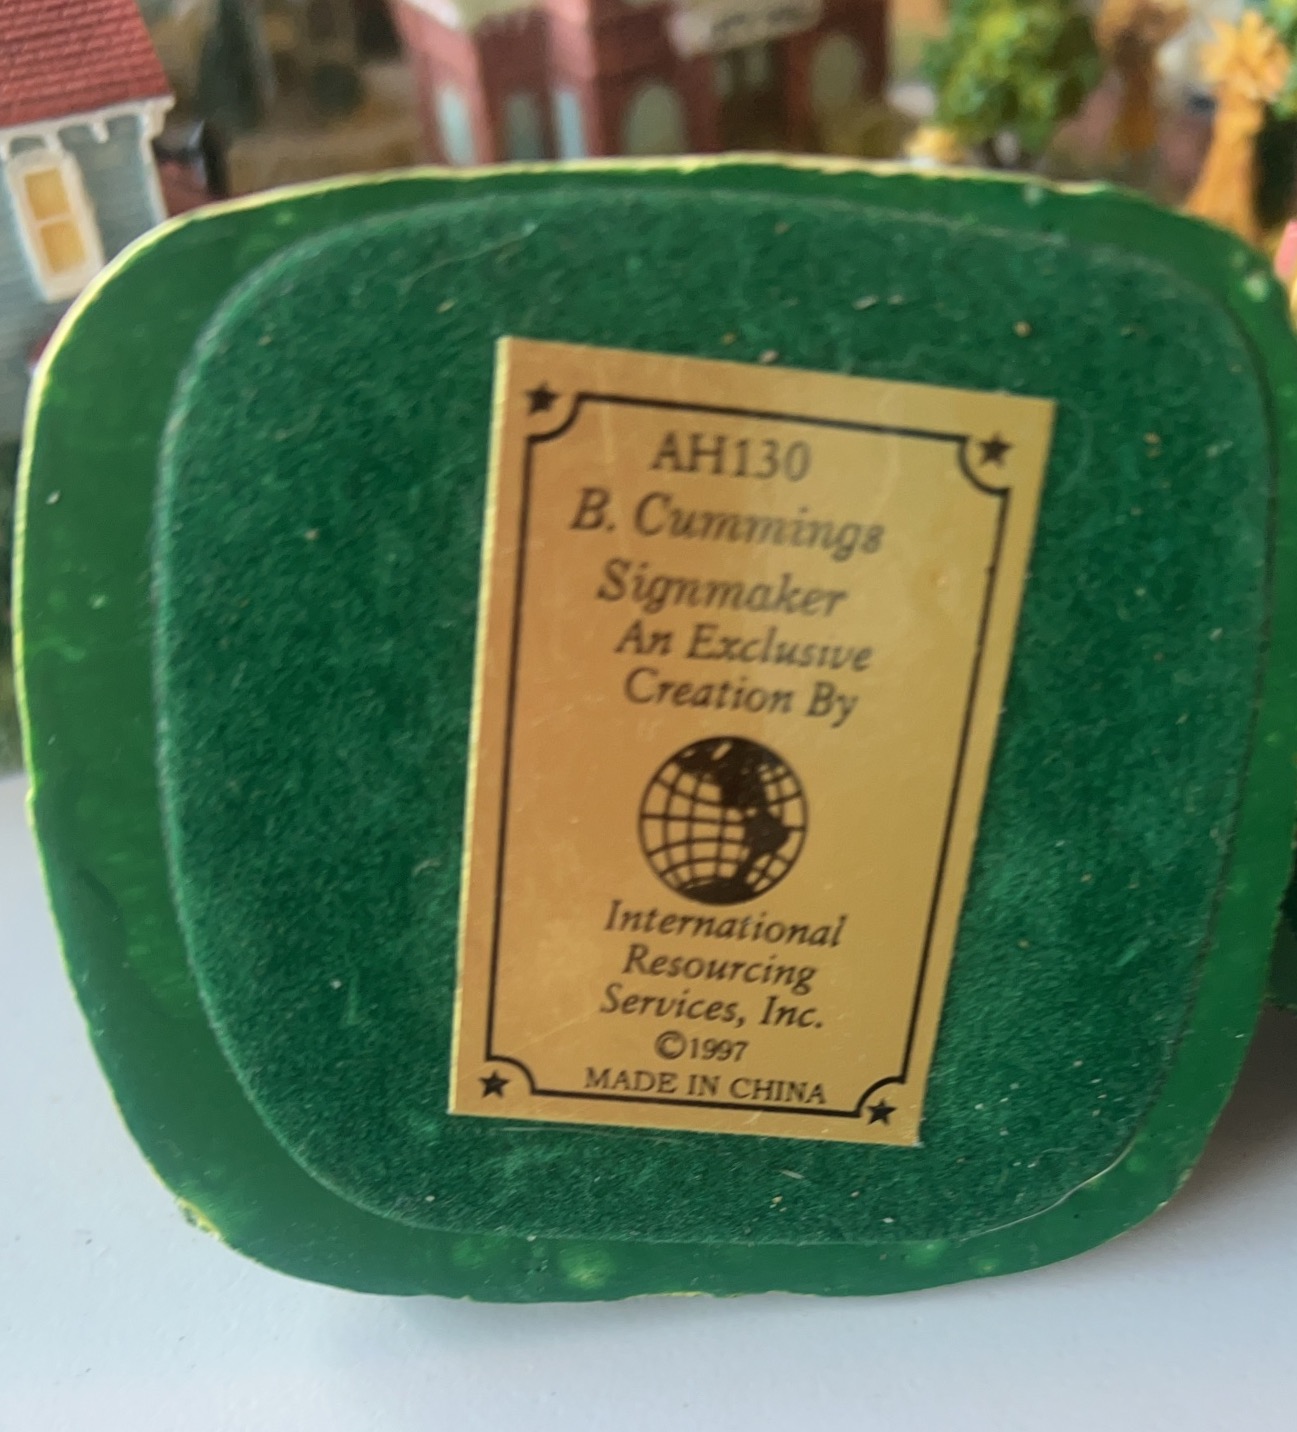 AH130
B. Cummings
Signmaker
An Exclusive
Creation By
International
Resourcing
Services, Inc.
©1997
MADE IN CHINA